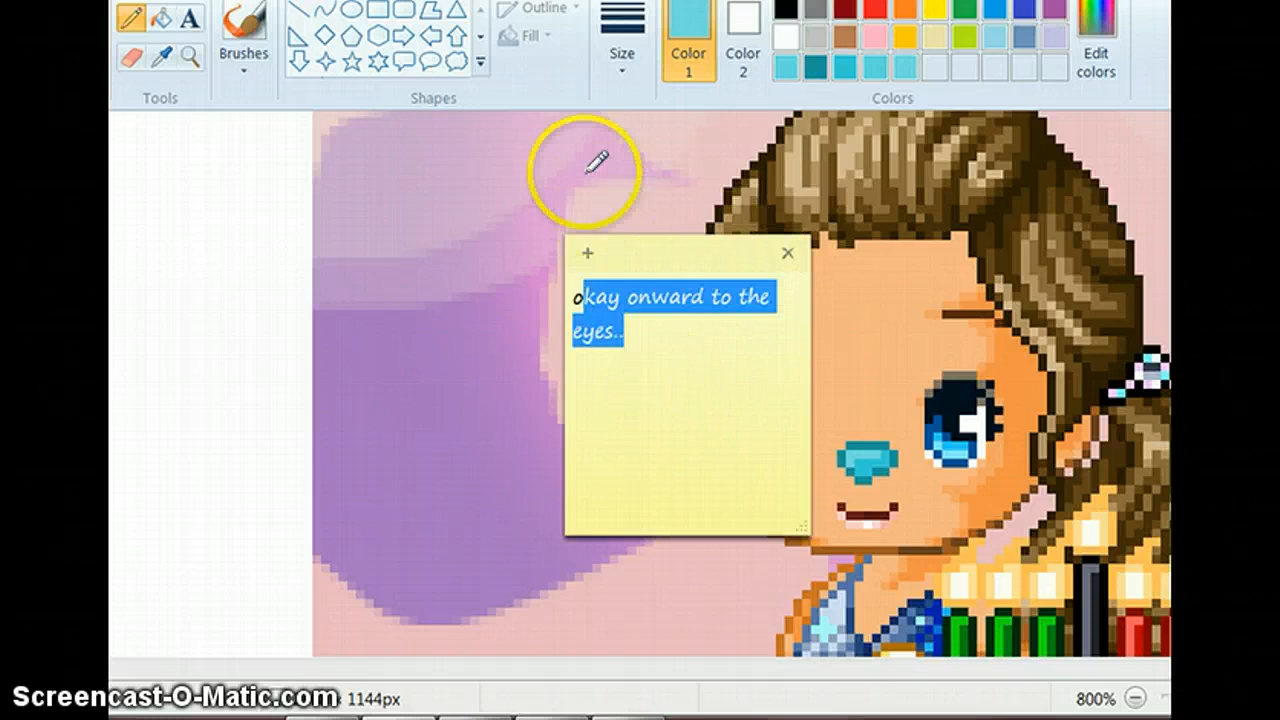 A
Outline
Fill
Brushes
Size
Color
1
Color
2
Edit
colors
Tools
Shapes
Colors
okay onward to the
eyes..
Screencast-O-Matic.com
1144px
800%